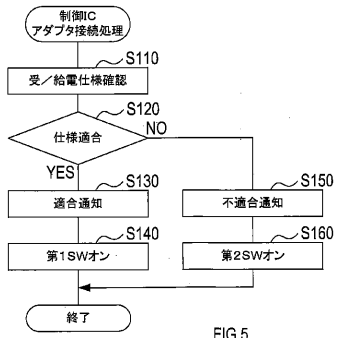 制御IC
アダプタ接続処理
S110
受／給電仕様確認
S120
仕様適合
NO
YES
S130
適合通知
S150
不適合通知
S140
第1SWオン
S160
第2SWオン
終了
FIG.5